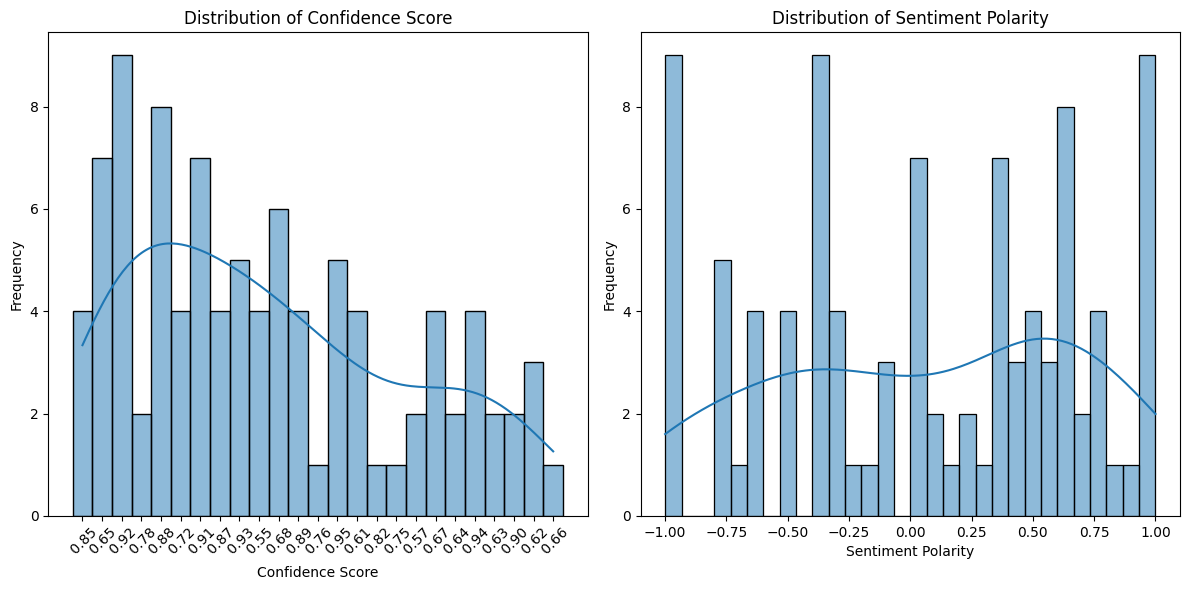 Distribution of Confidence Score
Frequency
8
6
4
2
0
0.85 0.65 0.92 0.78 0.88 0.72 0.91 0.87 0.93 0.55 0.68 0.89 0.76 0.95 0.61 0.82 0.75 0.57 0.67 0.64 0.94 0.63 0.90 0.62 0.66
Confidence Score
Distribution of Sentiment Polarity
Frequency
8
6
4
2
0
−1.00 −0.75 −0.50 −0.25 0.00 0.25 0.50 0.75 1.00
Sentiment Polarity